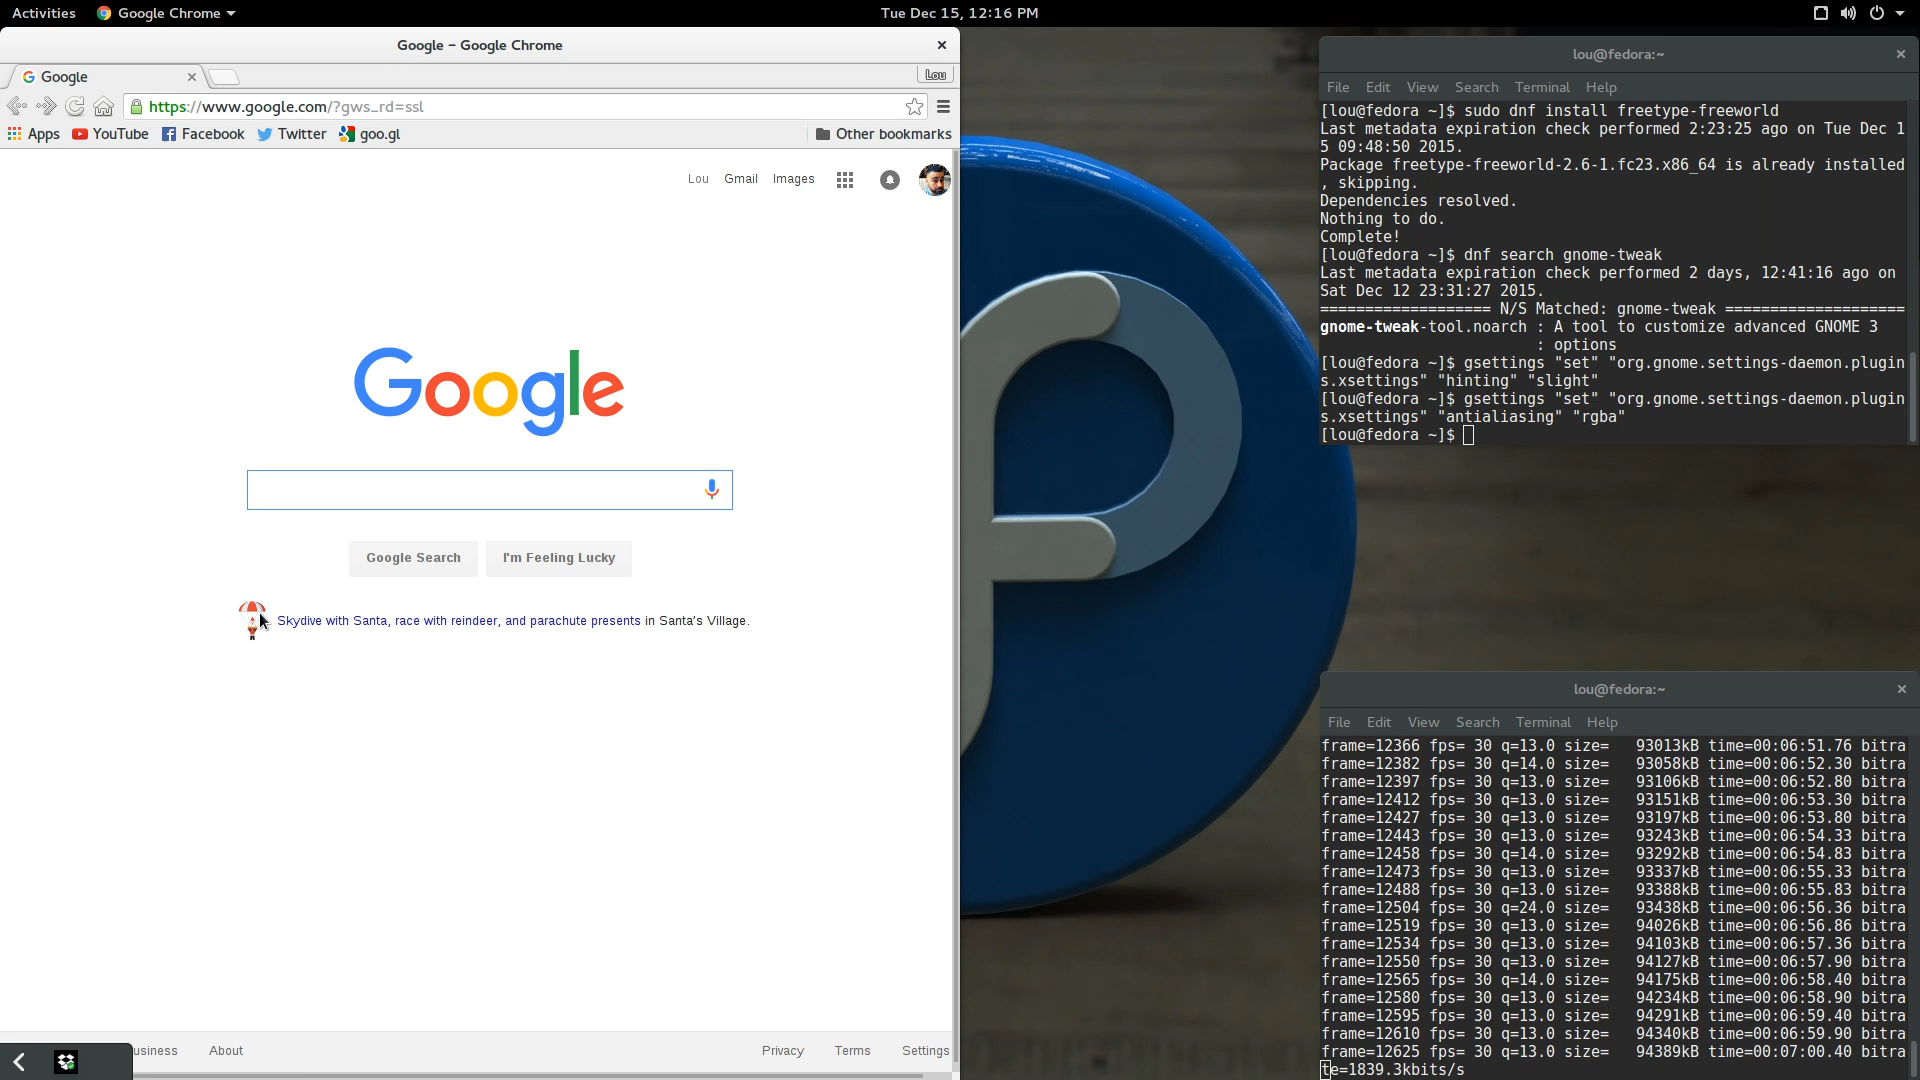 Activities Google Chrome Tue Dec 15, 12:16 PM
Google - Google Chrome
Google
Lou
https://www.google.com/?gws_rd=ssl
Apps YouTube Facebook Twitter goo.gl Other bookmarks
Lou Gmail Images
Google
Google Search I'm Feeling Lucky
Skydive with Santa, race with reindeer, and parachute presents in Santa's Village.
usiness About Privacy Terms Settings
lou@fedora:~
File Edit View Search Terminal Help
[lou@fedora ~]$ sudo dnf install freetype-freeworld
Last metadata expiration check performed 2:23:25 ago on Tue Dec 1
5 09:48:50 2015.
Package freetype-freeworld-2.6-1.fc23.x86_64 is already installed
, skipping.
Dependencies resolved.
Nothing to do.
Complete!
[lou@fedora ~]$ dnf search gnome-tweak
Last metadata expiration check performed 2 days, 12:41:16 ago on
Sat Dec 12 23:31:27 2015.
=================== N/S Matched: gnome-tweak ====================
gnome-tweak-tool.noarch : A tool to customize advanced GNOME 3
: options
[lou@fedora ~]$ gsettings "set" "org.gnome.settings-daemon.plugin
s.xsettings" "hinting" "slight"
[lou@fedora ~]$ gsettings "set" "org.gnome.settings-daemon.plugin
s.xsettings" "antialiasing" "rgba"
[lou@fedora ~]$
lou@fedora:~
File Edit View Search Terminal Help
frame=12366 fps= 30 q=13.0 size=   93013kB time=00:06:51.76 bitra
frame=12382 fps= 30 q=14.0 size=   93058kB time=00:06:52.30 bitra
frame=12397 fps= 30 q=13.0 size=   93106kB time=00:06:52.80 bitra
frame=12412 fps= 30 q=13.0 size=   93151kB time=00:06:53.30 bitra
frame=12427 fps= 30 q=13.0 size=   93197kB time=00:06:53.80 bitra
frame=12443 fps= 30 q=13.0 size=   93243kB time=00:06:54.33 bitra
frame=12458 fps= 30 q=14.0 size=   93292kB time=00:06:54.83 bitra
frame=12473 fps= 30 q=13.0 size=   93337kB time=00:06:55.33 bitra
frame=12488 fps= 30 q=13.0 size=   93388kB time=00:06:55.83 bitra
frame=12504 fps= 30 q=24.0 size=   93438kB time=00:06:56.36 bitra
frame=12519 fps= 30 q=13.0 size=   94026kB time=00:06:56.86 bitra
frame=12534 fps= 30 q=13.0 size=   94103kB time=00:06:57.36 bitra
frame=12550 fps= 30 q=13.0 size=   94127kB time=00:06:57.90 bitra
frame=12565 fps= 30 q=14.0 size=   94175kB time=00:06:58.40 bitra
frame=12580 fps= 30 q=13.0 size=   94234kB time=00:06:58.90 bitra
frame=12595 fps= 30 q=13.0 size=   94291kB time=00:06:59.40 bitra
frame=12610 fps= 30 q=13.0 size=   94340kB time=00:06:59.90 bitra
frame=12625 fps= 30 q=13.0 size=   94389kB time=00:07:00.40 bitra
te=1839.3kbits/s